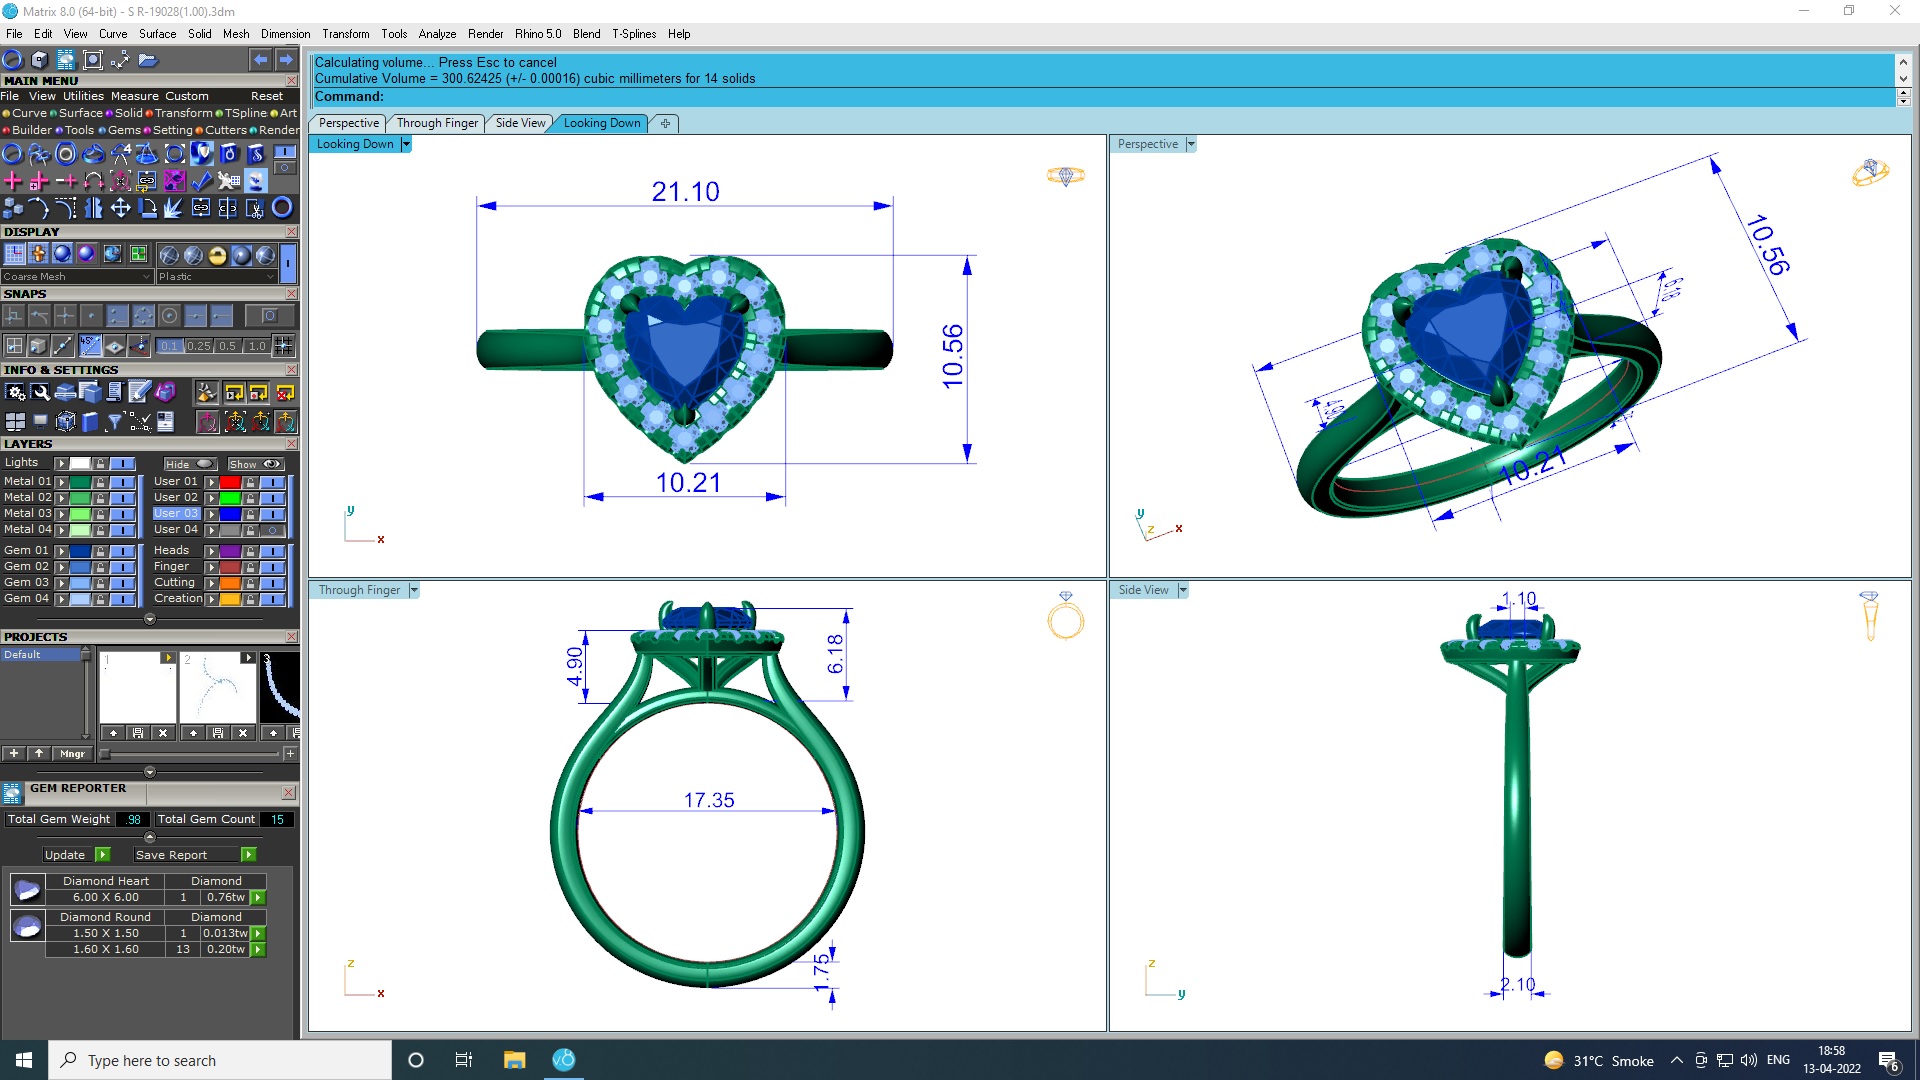 Matrix 8.0 (64-bit) - S R-19028(1.00).3dm
File Edit View Curve Surface Solid Mesh Dimension Transform Tools Analyze Render Rhino 5.0 Blend T-Splines Help
Calculating volume... Press Esc to cancel
Cumulative Volume = 300.62425 (+/- 0.00016) cubic millimeters for 14 solids
Command:
MAIN MENU
File View Utilities Measure Custom Reset
Curve Surface Solid Transform TSpline Art
Builder Tools Gems Setting Cutters Render
DISPLAY
Coarse Mesh Plastic
SNAPS
45°
0.1 0.25 0.5 1.0
INFO & SETTINGS
LAYERS
Lights Hide Show
Metal 01 User 01
Metal 02 User 02
Metal 03 User 03
Metal 04 User 04
Gem 01 Heads
Gem 02 Finger
Gem 03 Cutting
Gem 04 Creation
PROJECTS
Default
1 2 3
Mngr
GEM REPORTER
Total Gem Weight .98 Total Gem Count 15
Update Save Report
Diamond Heart Diamond
6.00 X 6.00 1 0.76tw
Diamond Round Diamond
1.50 X 1.50 1 0.013tw
1.60 X 1.60 13 0.20tw
Perspective Through Finger Side View Looking Down
Looking Down
21.10
10.56
10.21
y
x
Perspective
10.56
6.18
4.90
10.21
y
z
x
Through Finger
4.90
6.18
17.35
1.75
z
x
Side View
1.10
2.10
z
y
Type here to search
31°C Smoke
ENG
18:58
13-04-2022
6